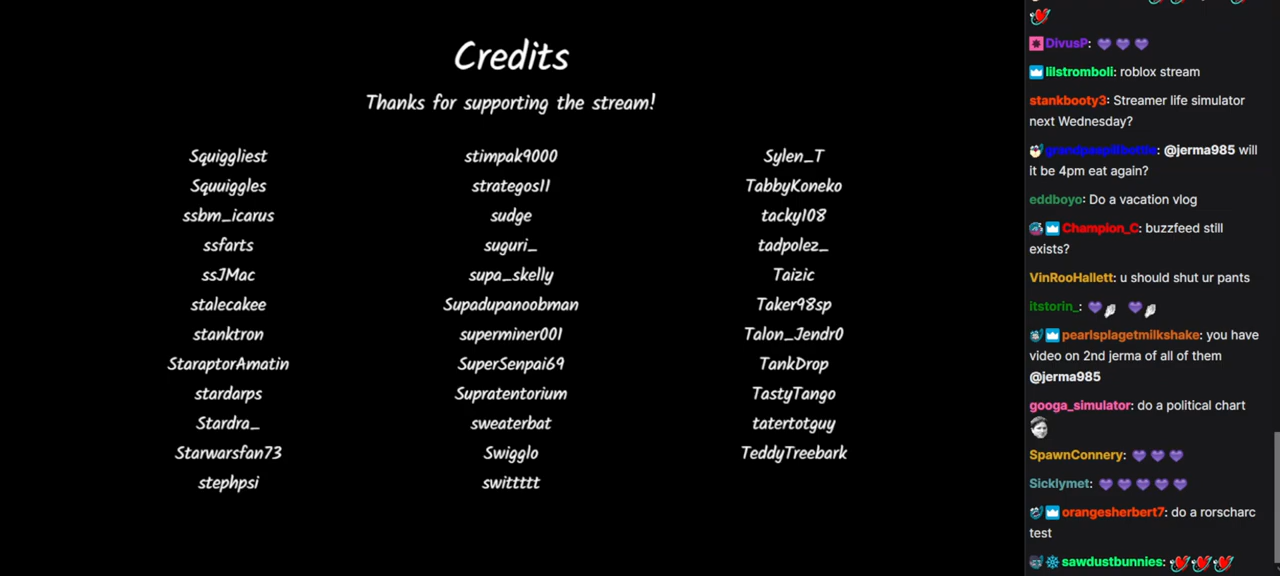 Credits
Thanks for supporting the stream!
Squiggliest
Squuiggles
ssbm_icarus
ssfarts
ssJMac
stalecakee
stanktron
StaraptorAmatin
stardarps
Stardra_
Starwarsfan73
stephpsi
stimpak9000
strategos11
sudge
suguri_
supa_skelly
Supadupanoobman
superminer001
SuperSenpai69
Supratentorium
sweaterbat
Swigglo
swittttt
Sylen_T
TabbyKoneko
tacky108
tadpolez_
Taizic
Taker98sp
Talon_Jendr0
TankDrop
TastyTango
tatertotguy
TeddyTreebark
DivusP:
lilstromboli: roblox stream
stankbooty3: Streamer life simulator
next Wednesday?
: @jerma985 will
it be 4pm eat again?
eddboyo: Do a vacation vlog
Champion_C: buzzfeed still
exists?
VinRooHallett: u should shut ur pants
itstorin_:
pearlsplagetmilkshake: you have
video on 2nd jerma of all of them
@jerma985
googa_simulator: do a political chart
SpawnConnery:
Sicklymet:
orangesherbert7: do a rorscharc
test
sawdustbunnies: